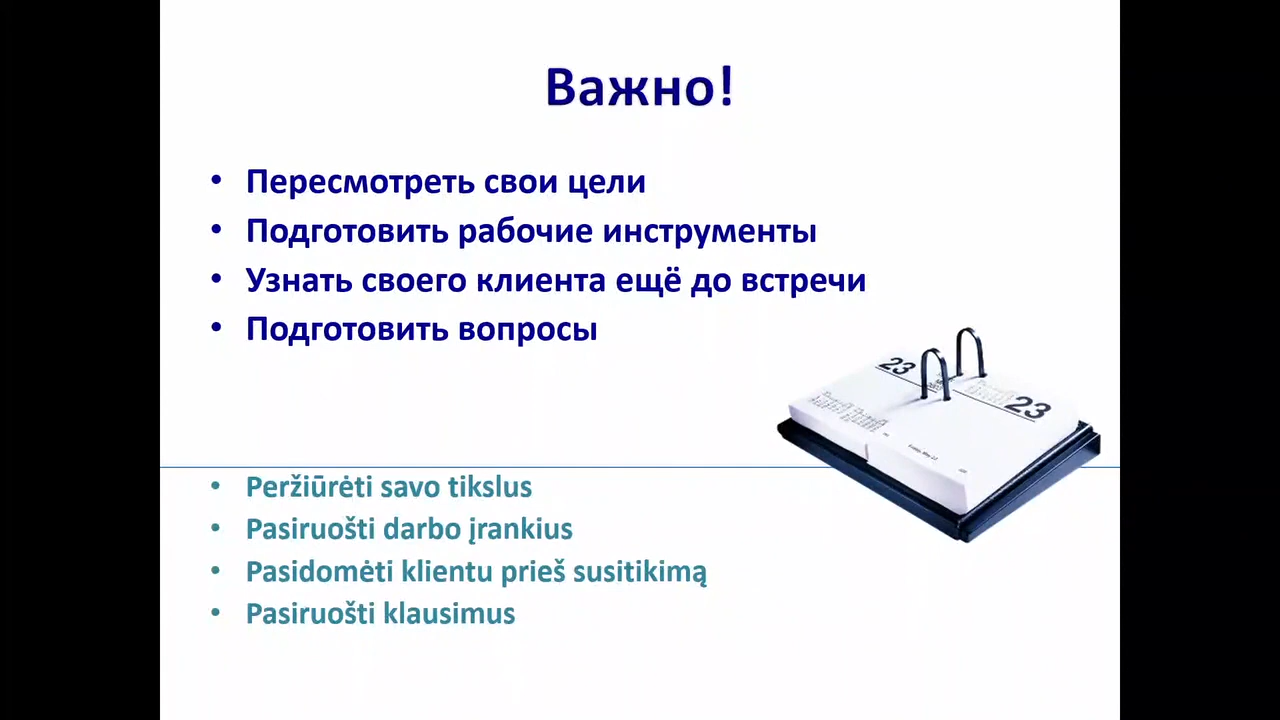 Важно!
• Пересмотреть свои цели
• Подготовить рабочие инструменты
• Узнать своего клиента ещё до встречи
• Подготовить вопросы
23
23
• Peržiūrėti savo tikslus
• Pasiruošti darbo įrankius
• Pasidomėti klientu prieš susitikimą
• Pasiruošti klausimus